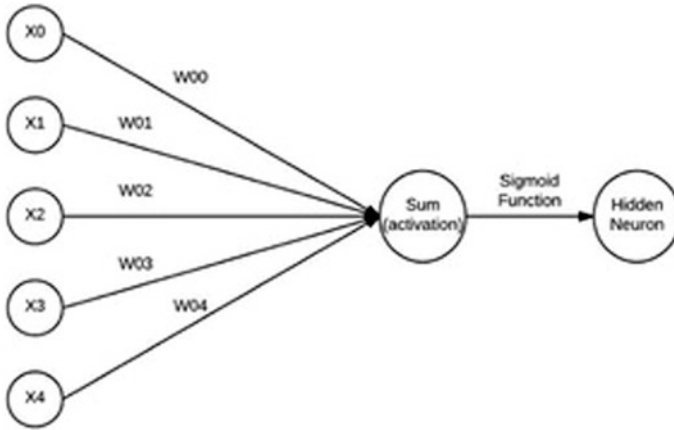 X0
W00
X1
W01
X2
W02
Sum
(activation)
Sigmoid
Function
Hidden
Neuron
X3
W03
W04
X4